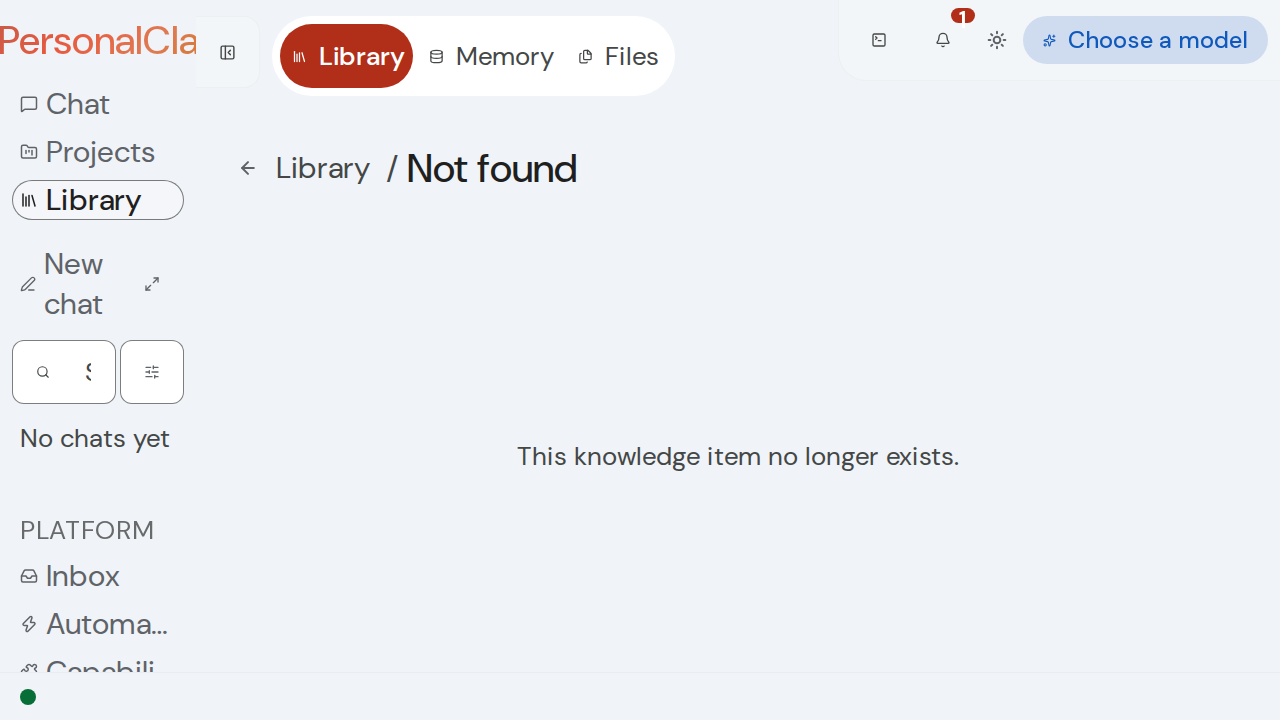 PersonalCla
Library
Memory
Files
1
Choose a model
Chat
Projects
Library
Library / Not found
New chat
No chats yet
This knowledge item no longer exists.
PLATFORM
Inbox
Automa...